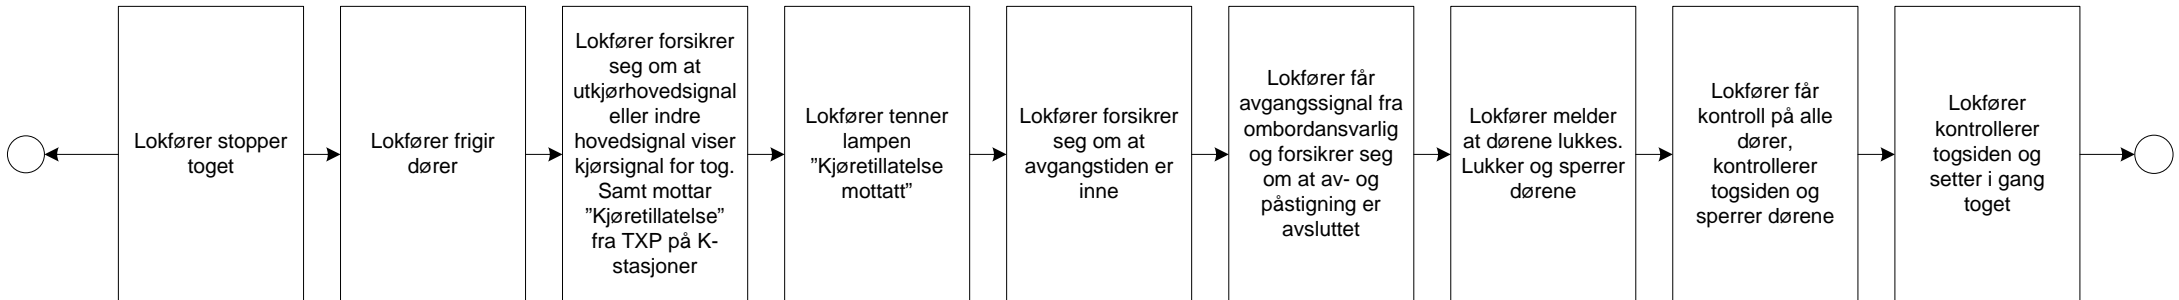 Lokfører stopper
toget
Lokfører frigir
dører
Lokfører forsikrer
seg om at
utkjørhovedsignal
eller indre
hovedsignal viser
kjørsignal for tog.
Samt mottar
”Kjøretillatelse”
fra TXP på K-
stasjoner
Lokfører tenner
lampen
”Kjøretillatelse
mottatt”
Lokfører forsikrer
seg om at
avgangstiden er
inne
Lokfører får
avgangssignal fra
ombordansvarlig
og forsikrer seg
om at av- og
påstigning er
avsluttet
Lokfører melder
at dørene lukkes.
Lukker og sperrer
dørene
Lokfører får
kontroll på alle
dører,
kontrollerer
togsiden og
sperrer dørene
Lokfører
kontrollerer
togsiden og
setter i gang
toget